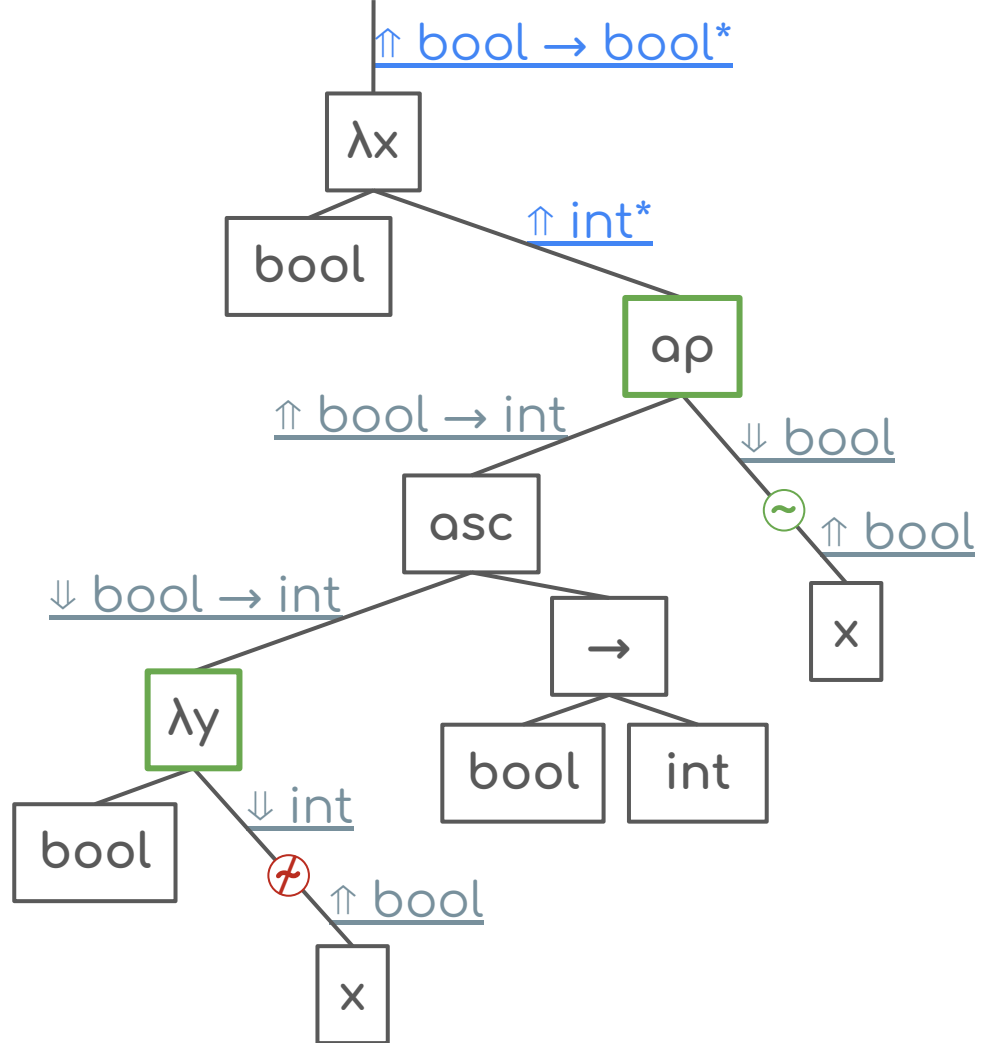 ⇑ bool → bool*
λx
bool
⇑ int*
ap
⇑ bool → int
⇓ bool
~
⇑ bool
asc
x
⇓ bool → int
→
λy
bool
int
bool
⇓ int
≁
⇑ bool
x